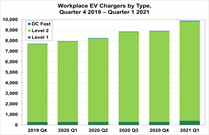 Workplace EV Chargers by Type,
Quarter 4 2019 – Quarter 1 2021
10,000
9,000
8,000
7,000
6,000
5,000
4,000
3,000
2,000
1,000
0
DC Fast
Level 2
Level 1
2019 Q4
2020 Q1
2020 Q2
2020 Q3
2020 Q4
2021 Q1